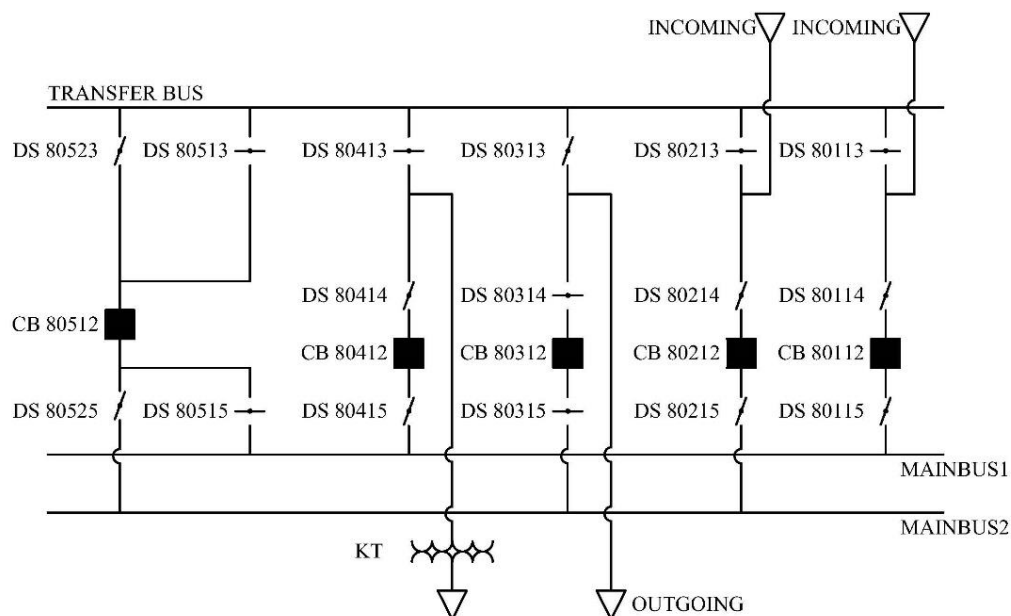 INCOMING INCOMING
TRANSFER BUS
DS 80523 DS 80513 DS 80413 DS 80313 DS 80213 DS 80113
DS 80414 DS 80314 DS 80214 DS 80114
CB 80512
CB 80412 CB 80312 CB 80212 CB 80112
DS 80525 DS 80515 DS 80415 DS 80315 DS 80215 DS 80115
MAINBUS1
MAINBUS2
KT
OUTGOING